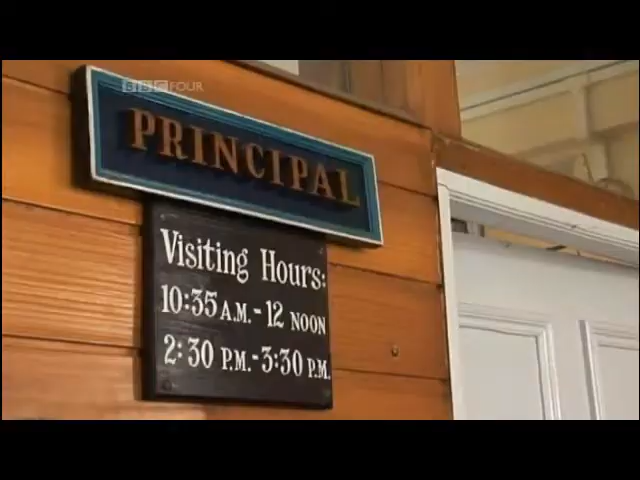 BBC FOUR
PRINCIPAL
Visiting Hours:
10:35 A.M. - 12 NOON
2:30 P.M. - 3:30 P.M.